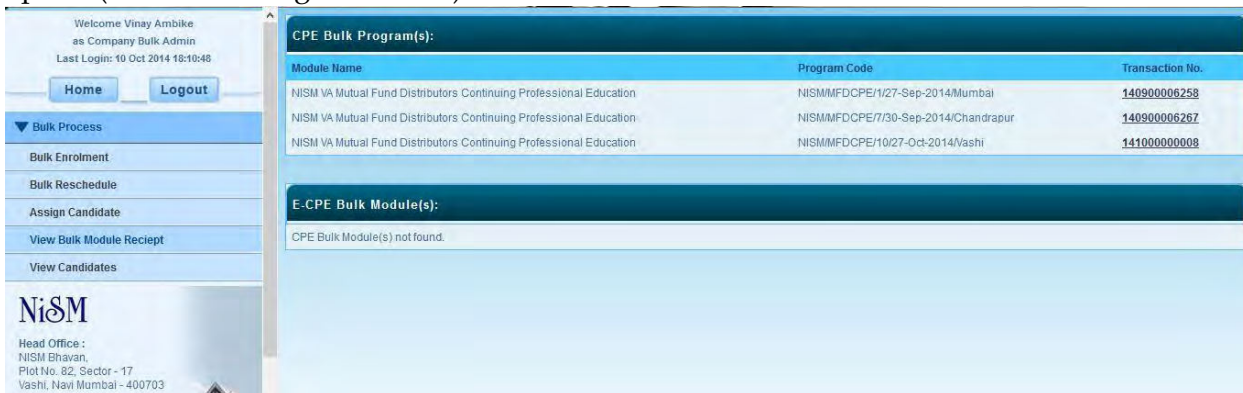 Welcome Vinay Ambike
as Company Bulk Admin
Last Login: 10 Oct 2014 18:10:48
Home Logout
Bulk Process
Bulk Enrolment
Bulk Reschedule
Assign Candidate
View Bulk Module Reciept
View Candidates
NiSM
Head Office :
NISM Bhavan,
Plot No. 82, Sector - 17
Vashi, Navi Mumbai - 400703
CPE Bulk Program(s):
Module Name Program Code Transaction No.
NISM VA Mutual Fund Distributors Continuing Professional Education NISM/MFDCPE/1/27-Sep-2014/Mumbai 140900006258
NISM VA Mutual Fund Distributors Continuing Professional Education NISM/MFDCPE/7/30-Sep-2014/Chandrapur 140900006267
NISM VA Mutual Fund Distributors Continuing Professional Education NISM/MFDCPE/10/27-Oct-2014/Vashi 141000000008
E-CPE Bulk Module(s):
CPE Bulk Module(s) not found.